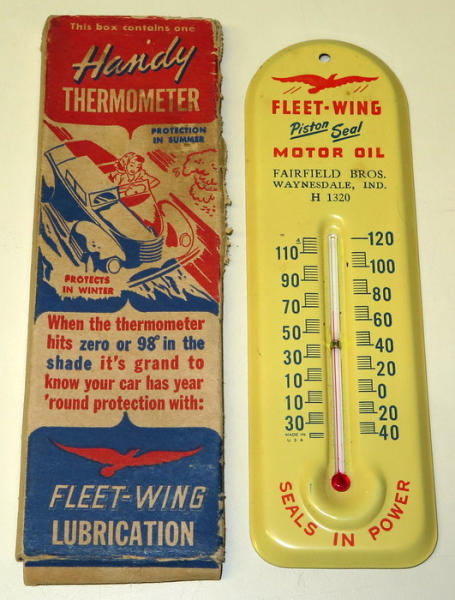 This box contains one
Handy
THERMOMETER
PROTECTION
IN SUMMER
PROTECTS
IN WINTER
When the thermometer
hits zero or 98° in the
shade it's grand to
know your car has year
'round protection with:
FLEET-WING
LUBRICATION
FLEET-WING
Piston Seal
MOTOR OIL
FAIRFIELD BROS.
WAYNESDALE, IND.
H 1320
120
110
100
90
80
70
60
50
40
30
20
10
0
10
20
30
40
MADE IN
U S A
SEALS IN POWER